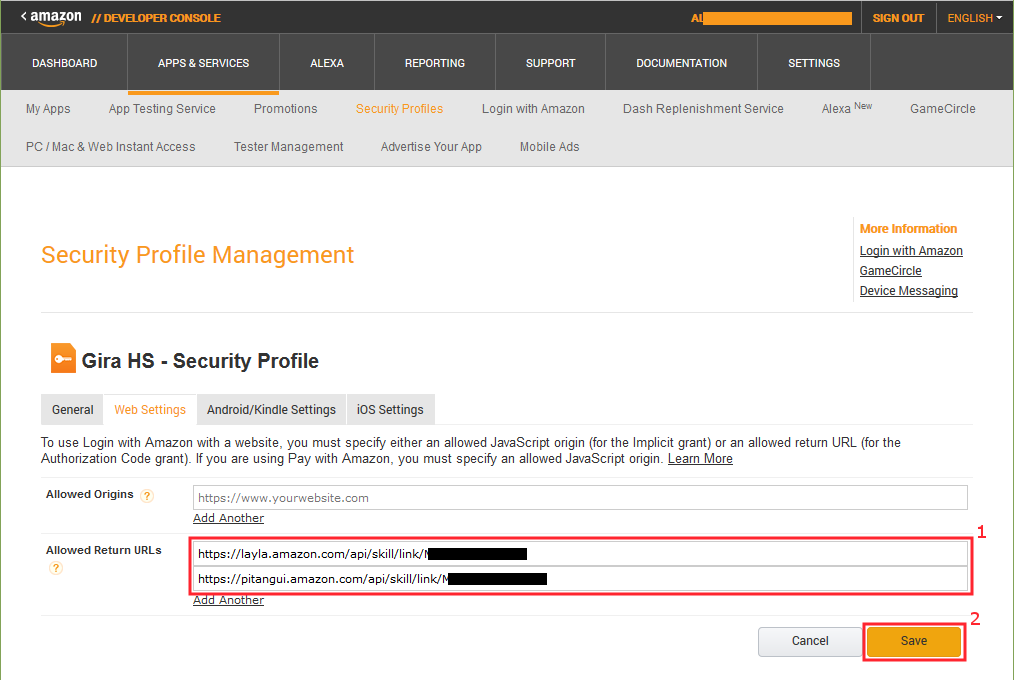 amazon // DEVELOPER CONSOLE
SIGN OUT
ENGLISH
DASHBOARD APPS & SERVICES ALEXA REPORTING SUPPORT DOCUMENTATION SETTINGS
My Apps App Testing Service Promotions Security Profiles Login with Amazon Dash Replenishment Service Alexa New GameCircle
PC / Mac & Web Instant Access Tester Management Advertise Your App Mobile Ads
Security Profile Management
More Information
Login with Amazon
GameCircle
Device Messaging
Gira HS - Security Profile
General Web Settings Android/Kindle Settings iOS Settings
To use Login with Amazon with a website, you must specify either an allowed JavaScript origin (for the Implicit grant) or an allowed return URL (for the
Authorization Code grant). If you are using Pay with Amazon, you must specify an allowed JavaScript origin. Learn More
Allowed Origins ? https://www.yourwebsite.com
Add Another
1
Allowed Return URLs https://layla.amazon.com/api/skill/link/M
? https://pitangui.amazon.com/api/skill/link/M
Add Another
2
Cancel Save